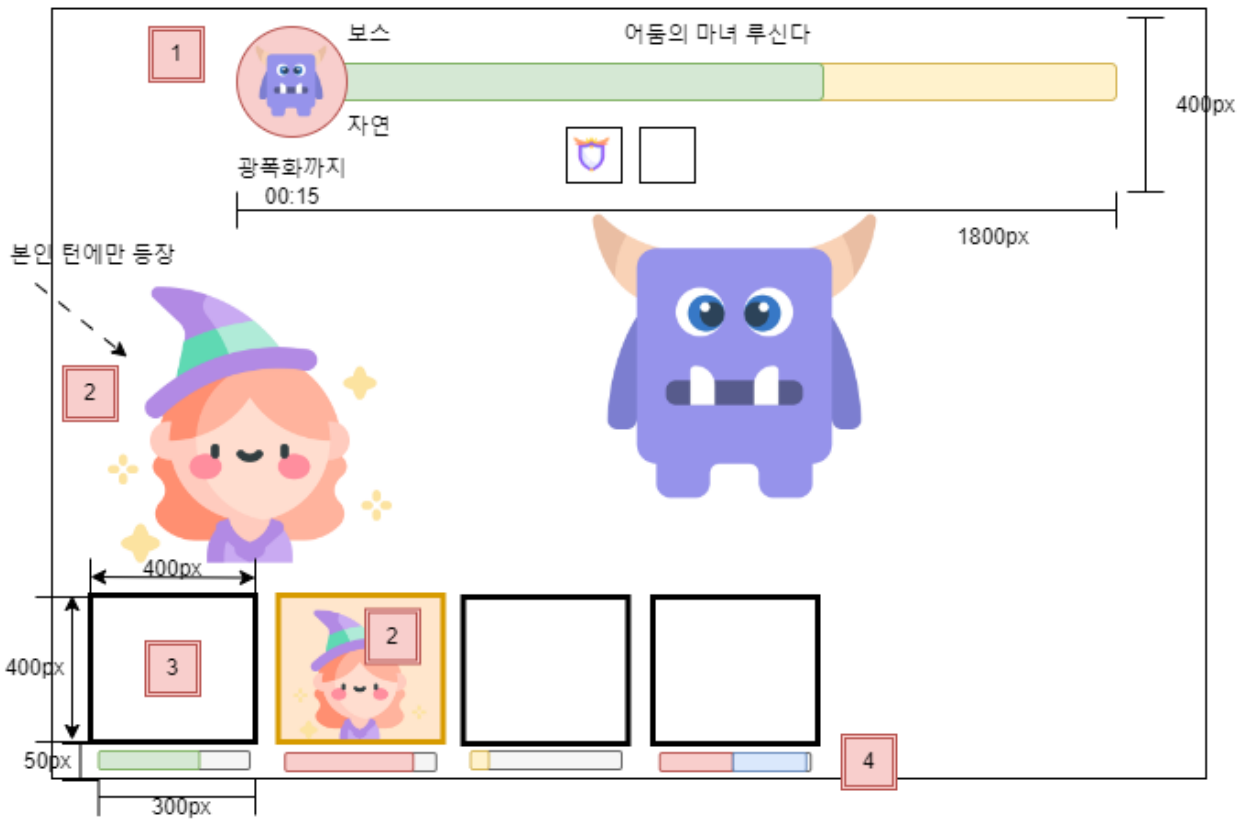 1
보스
어둠의 마녀 루신다
400px
자연
광폭화까지
00:15
1800px
본인 턴에만 등장
2
400px
2
400px
3
50px
4
300px